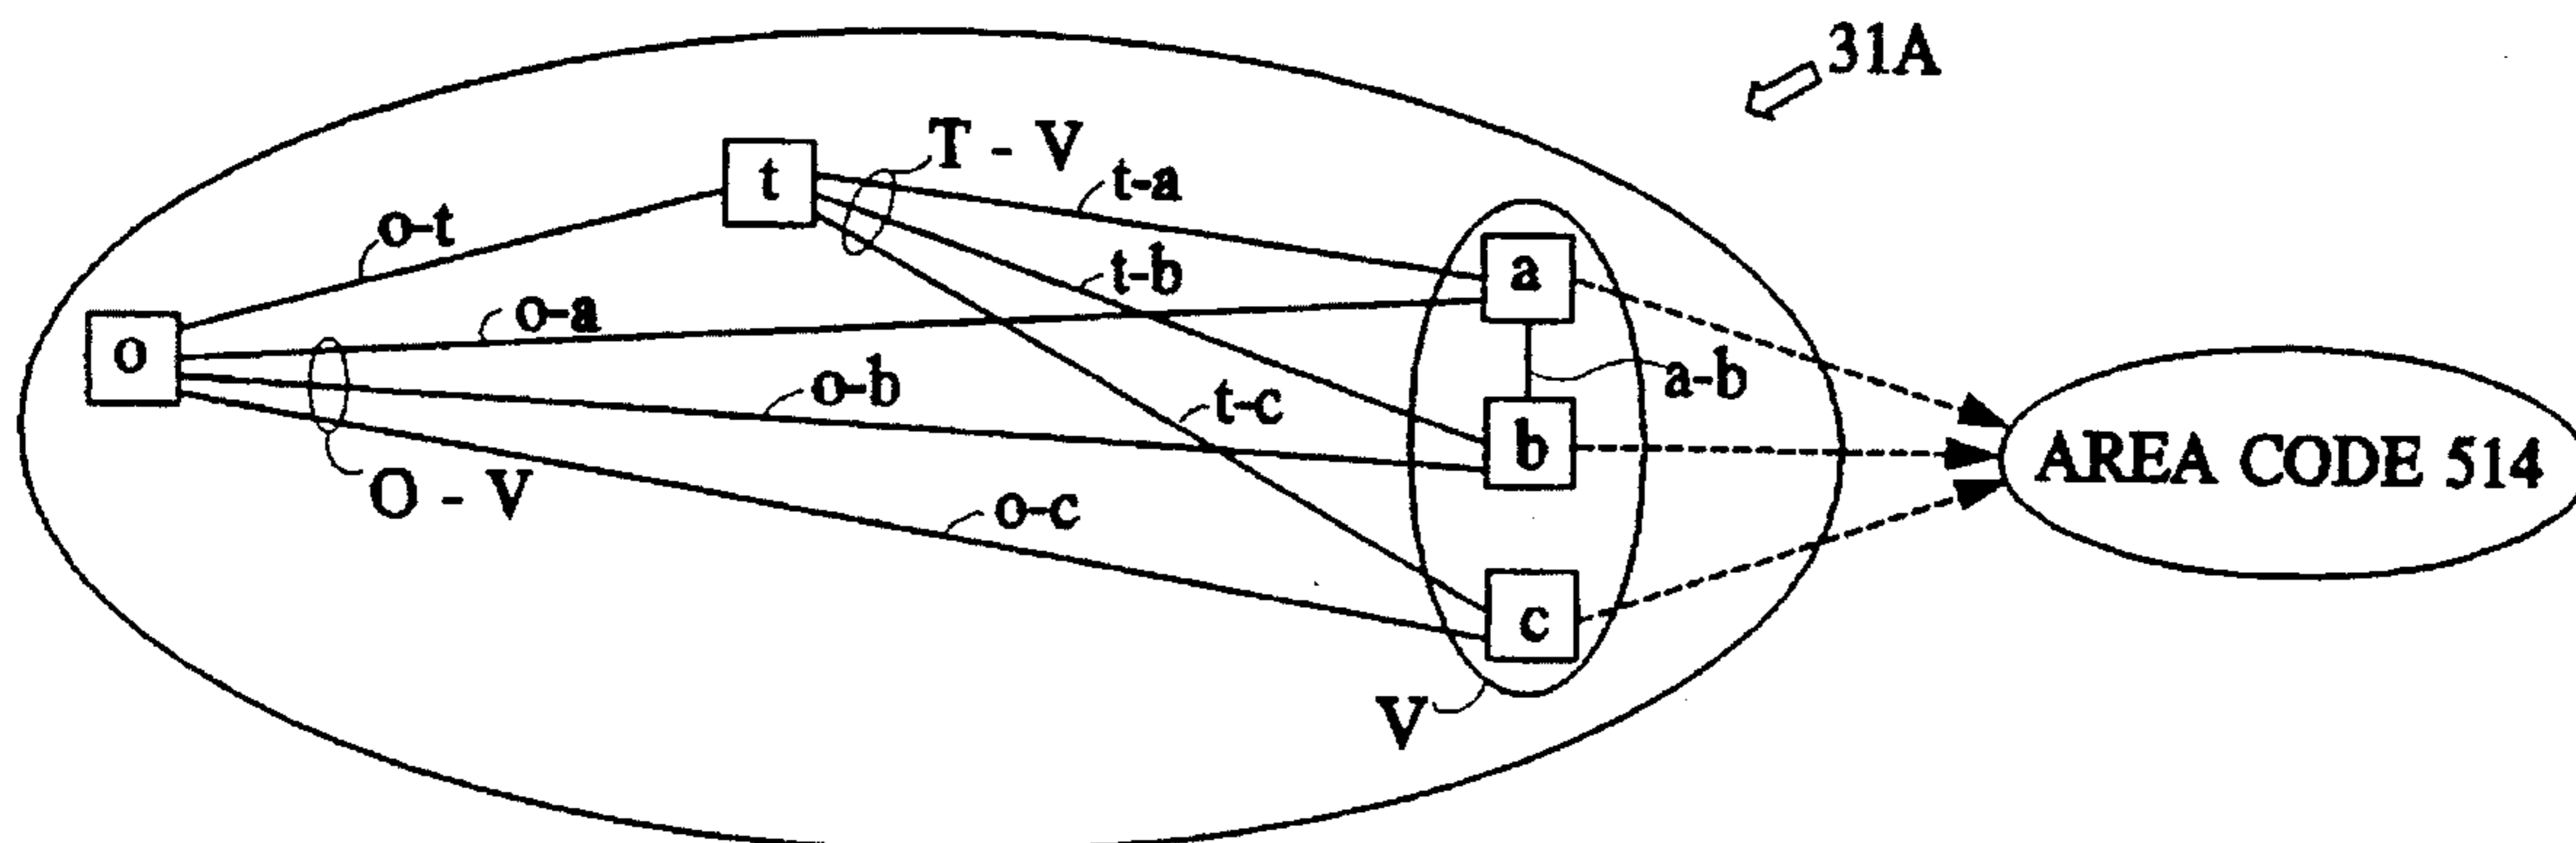 31A
T - V
t
t-a
o-t
a
t-b
o-a
o
a-b
o-b
t-c
b
AREA CODE 514
O - V
o-c
c
V